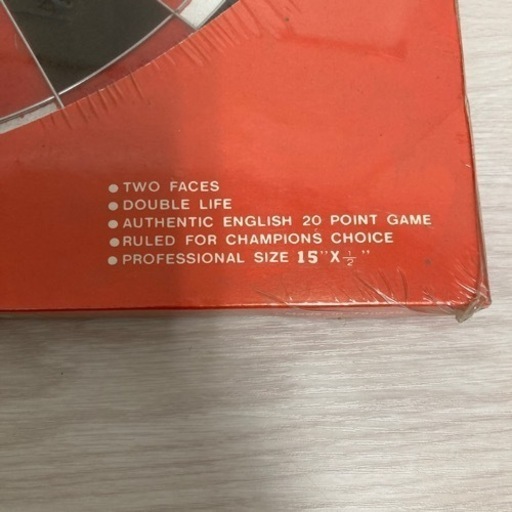 ● TWO FACES
● DOUBLE LIFE
● AUTHENTIC ENGLISH 20 POINT GAME
● RULED FOR CHAMPIONS CHOICE
● PROFESSIONAL SIZE 15"X½"